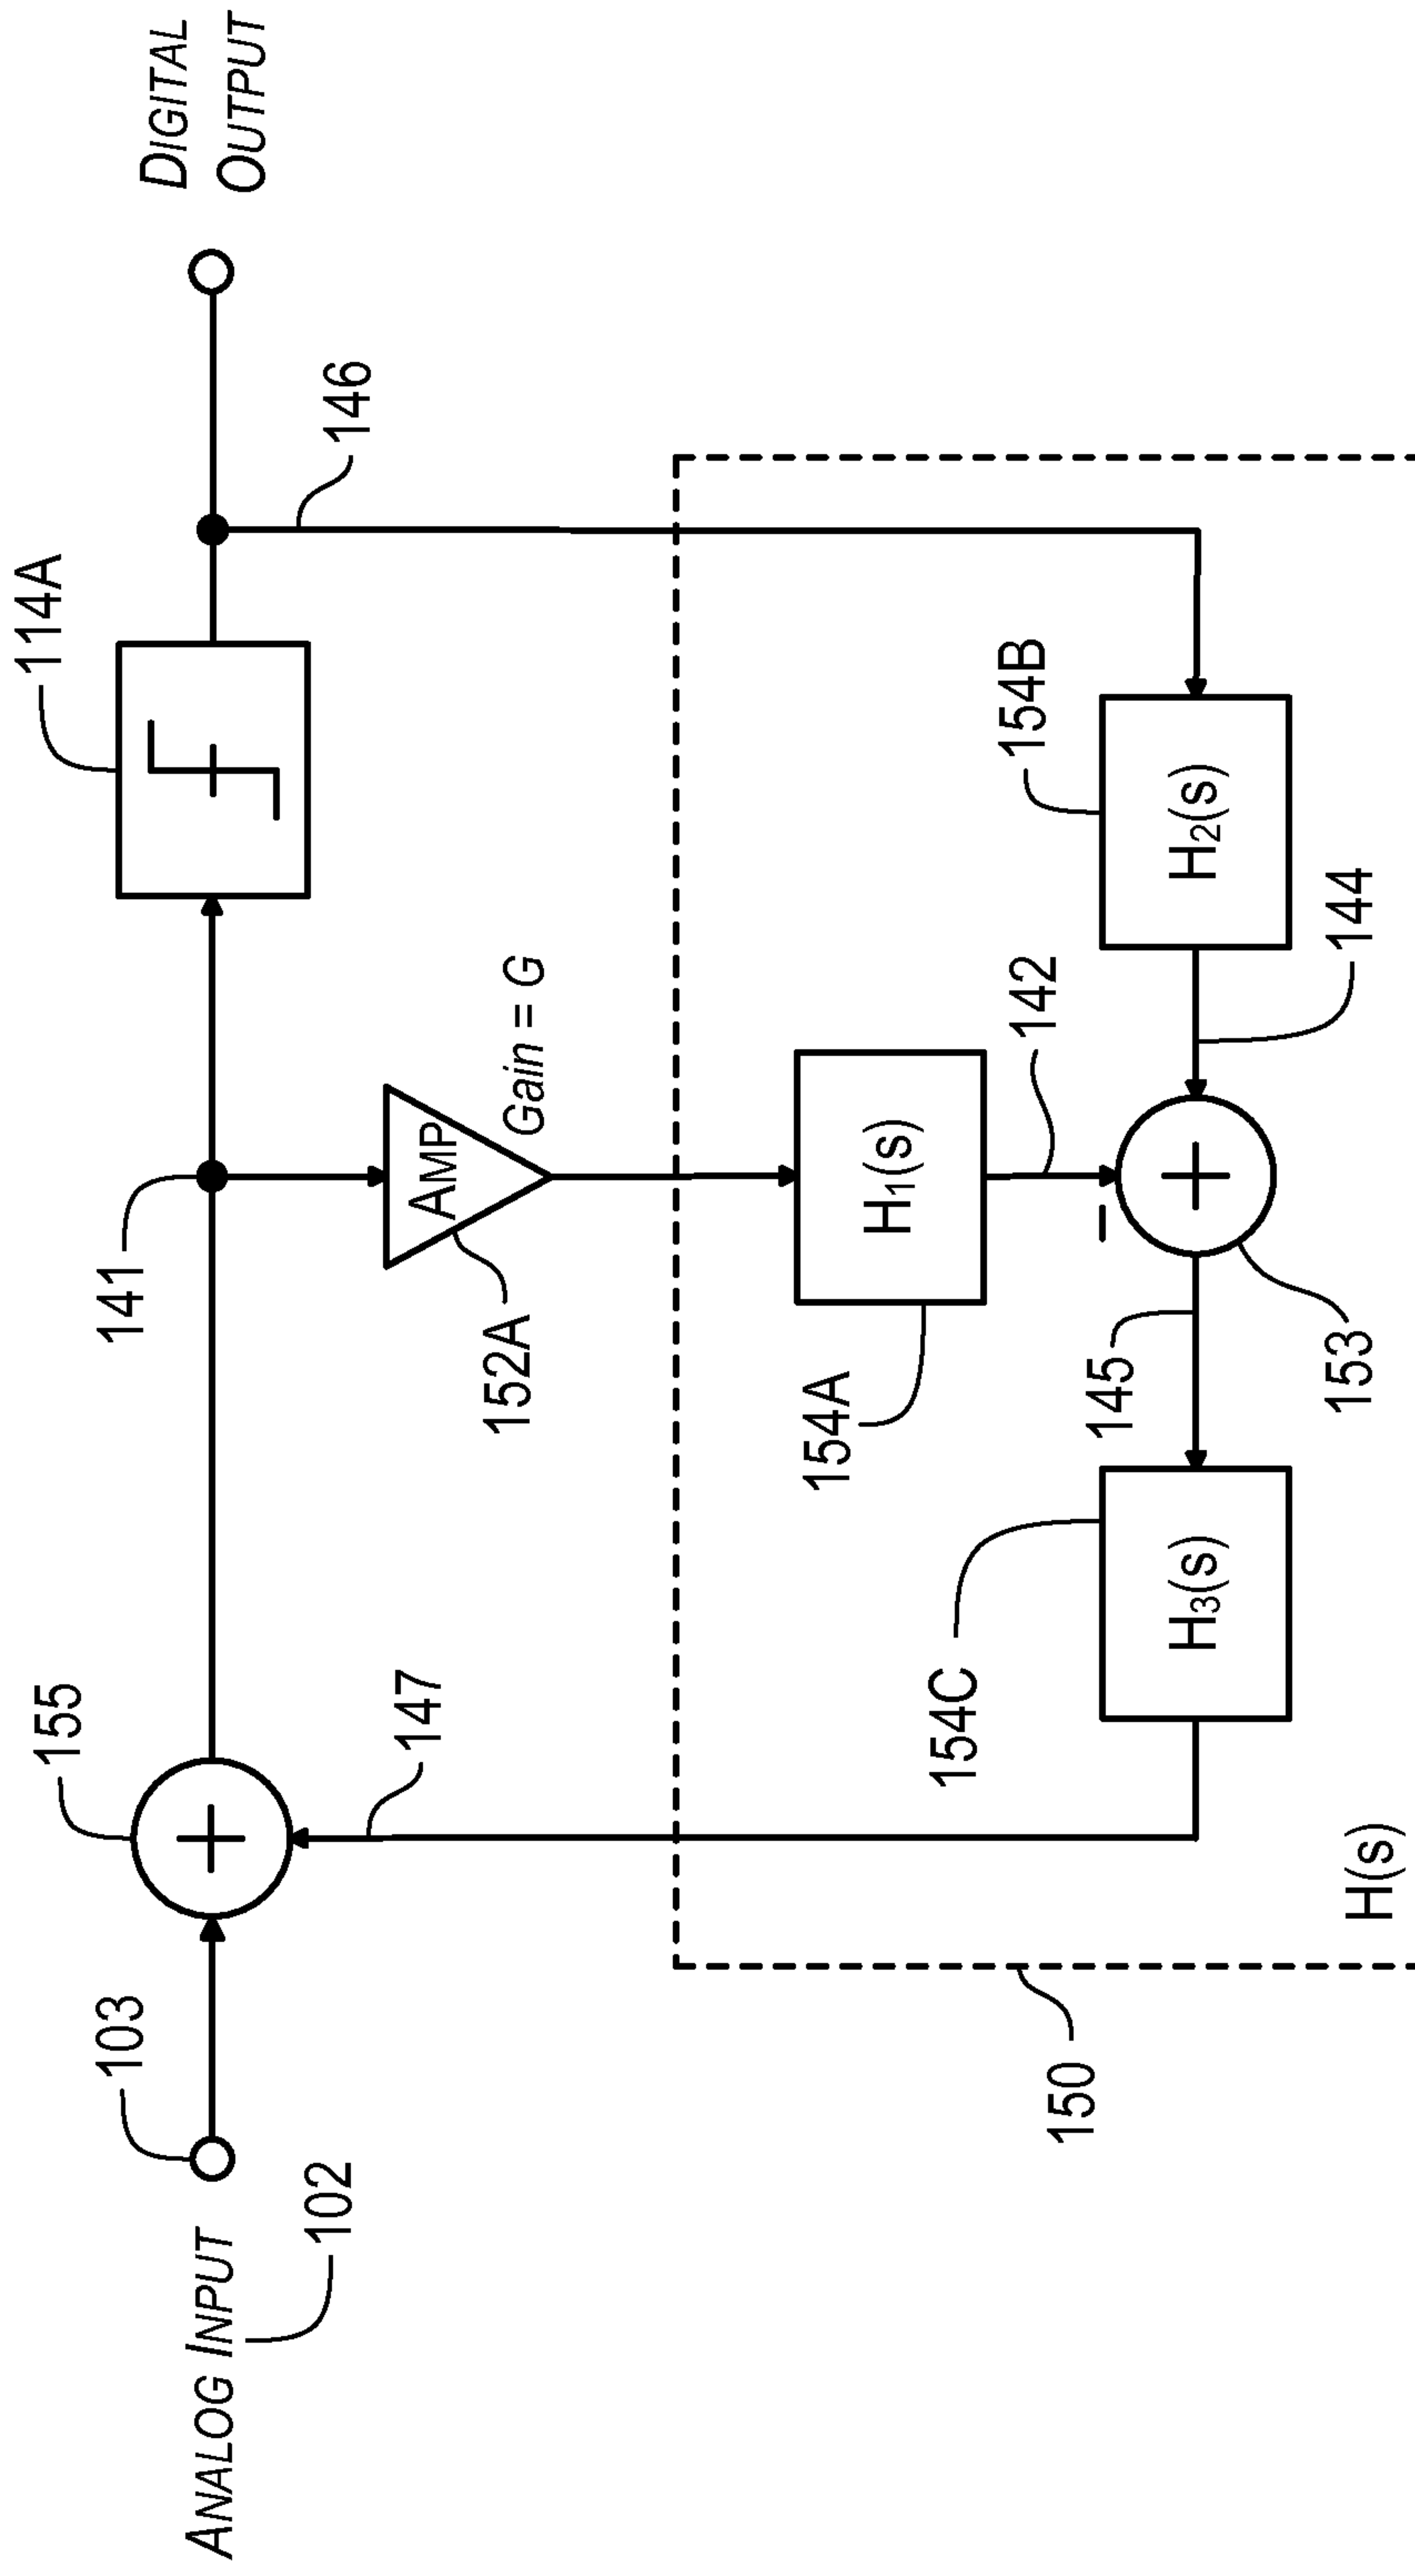 155
103
ANALOG INPUT
102
141
114A
DIGITAL
OUTPUT
147
AMP
Gain = G
152A
146
150
154C
H₃(s)
154A
H₁(s)
142
154B
H₂(s)
145
153
144
H(s)